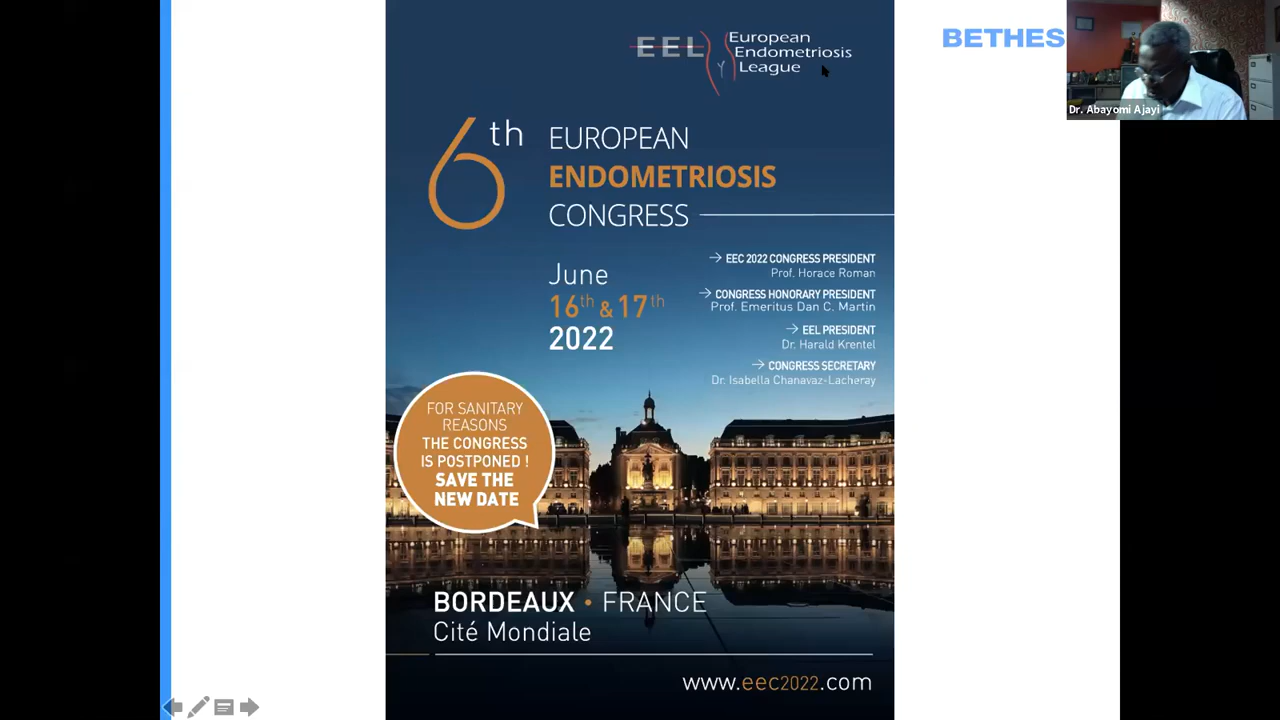 EEL
European
Endometriosis
League
BETHES
Dr. Abayomi Ajayi
6th
EUROPEAN
ENDOMETRIOSIS
CONGRESS
June
16th & 17th
2022
→ EEC 2022 CONGRESS PRESIDENT
Prof. Horace Roman
→ CONGRESS HONORARY PRESIDENT
Prof. Emeritus Dan C. Martin
→ EEL PRESIDENT
Dr. Harald Krentel
→ CONGRESS SECRETARY
Dr. Isabella Chanavaz-Lacheray
FOR SANITARY
REASONS
THE CONGRESS
IS POSTPONED !
SAVE THE
NEW DATE
BORDEAUX • FRANCE
Cité Mondiale
www.eec2022.com